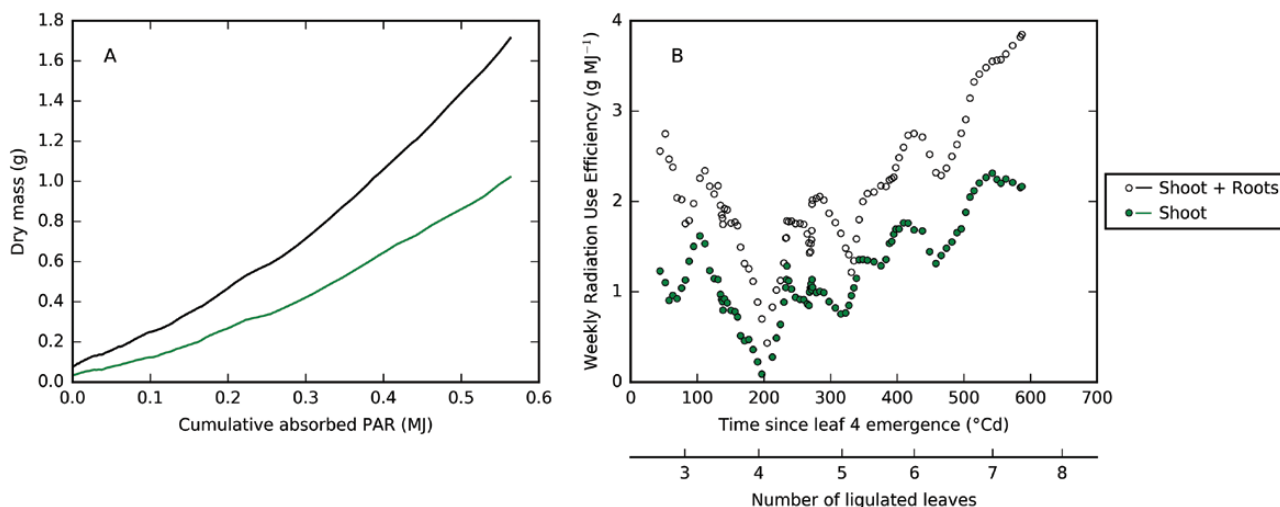 A
1.8
1.6
1.4
1.2
1.0
0.8
0.6
0.4
0.2
0.0
Dry mass (g)
0.0 0.1 0.2 0.3 0.4 0.5 0.6
Cumulative absorbed PAR (MJ)
B
4
3
2
1
0
Weekly Radiation Use Efficiency (g MJ⁻¹)
0 100 200 300 400 500 600 700
Time since leaf 4 emergence (°Cd)
3 4 5 6 7 8
Number of ligulated leaves
Shoot + Roots
Shoot